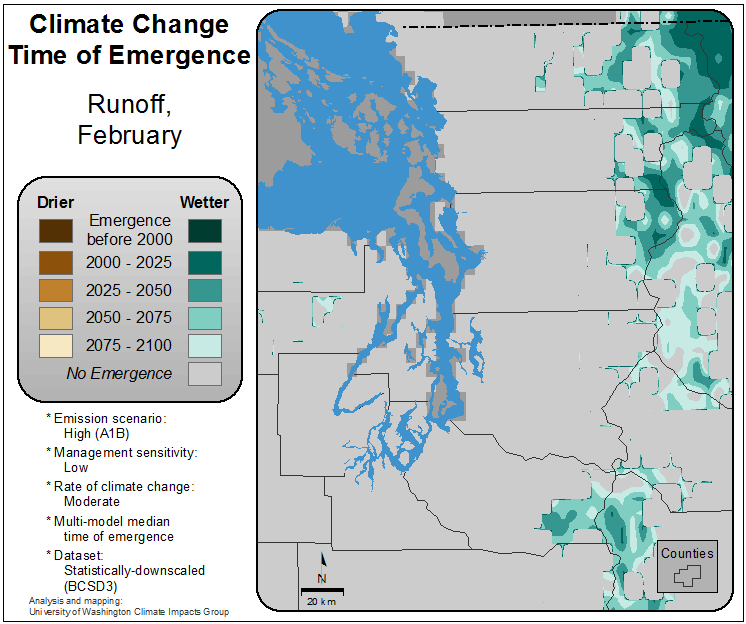 Climate Change
Time of Emergence
Runoff,
February
Drier
Wetter
Emergence
before 2000
2000 - 2025
2025 - 2050
2050 - 2075
2075 - 2100
No Emergence
* Emission scenario:
High (A1B)
* Management sensitivity:
Low
* Rate of climate change:
Moderate
* Multi-model median
time of emergence
* Dataset:
Statistically-downscaled
(BCSD3)
Analysis and mapping:
University of Washington Climate Impacts Group
N
20 km
Counties